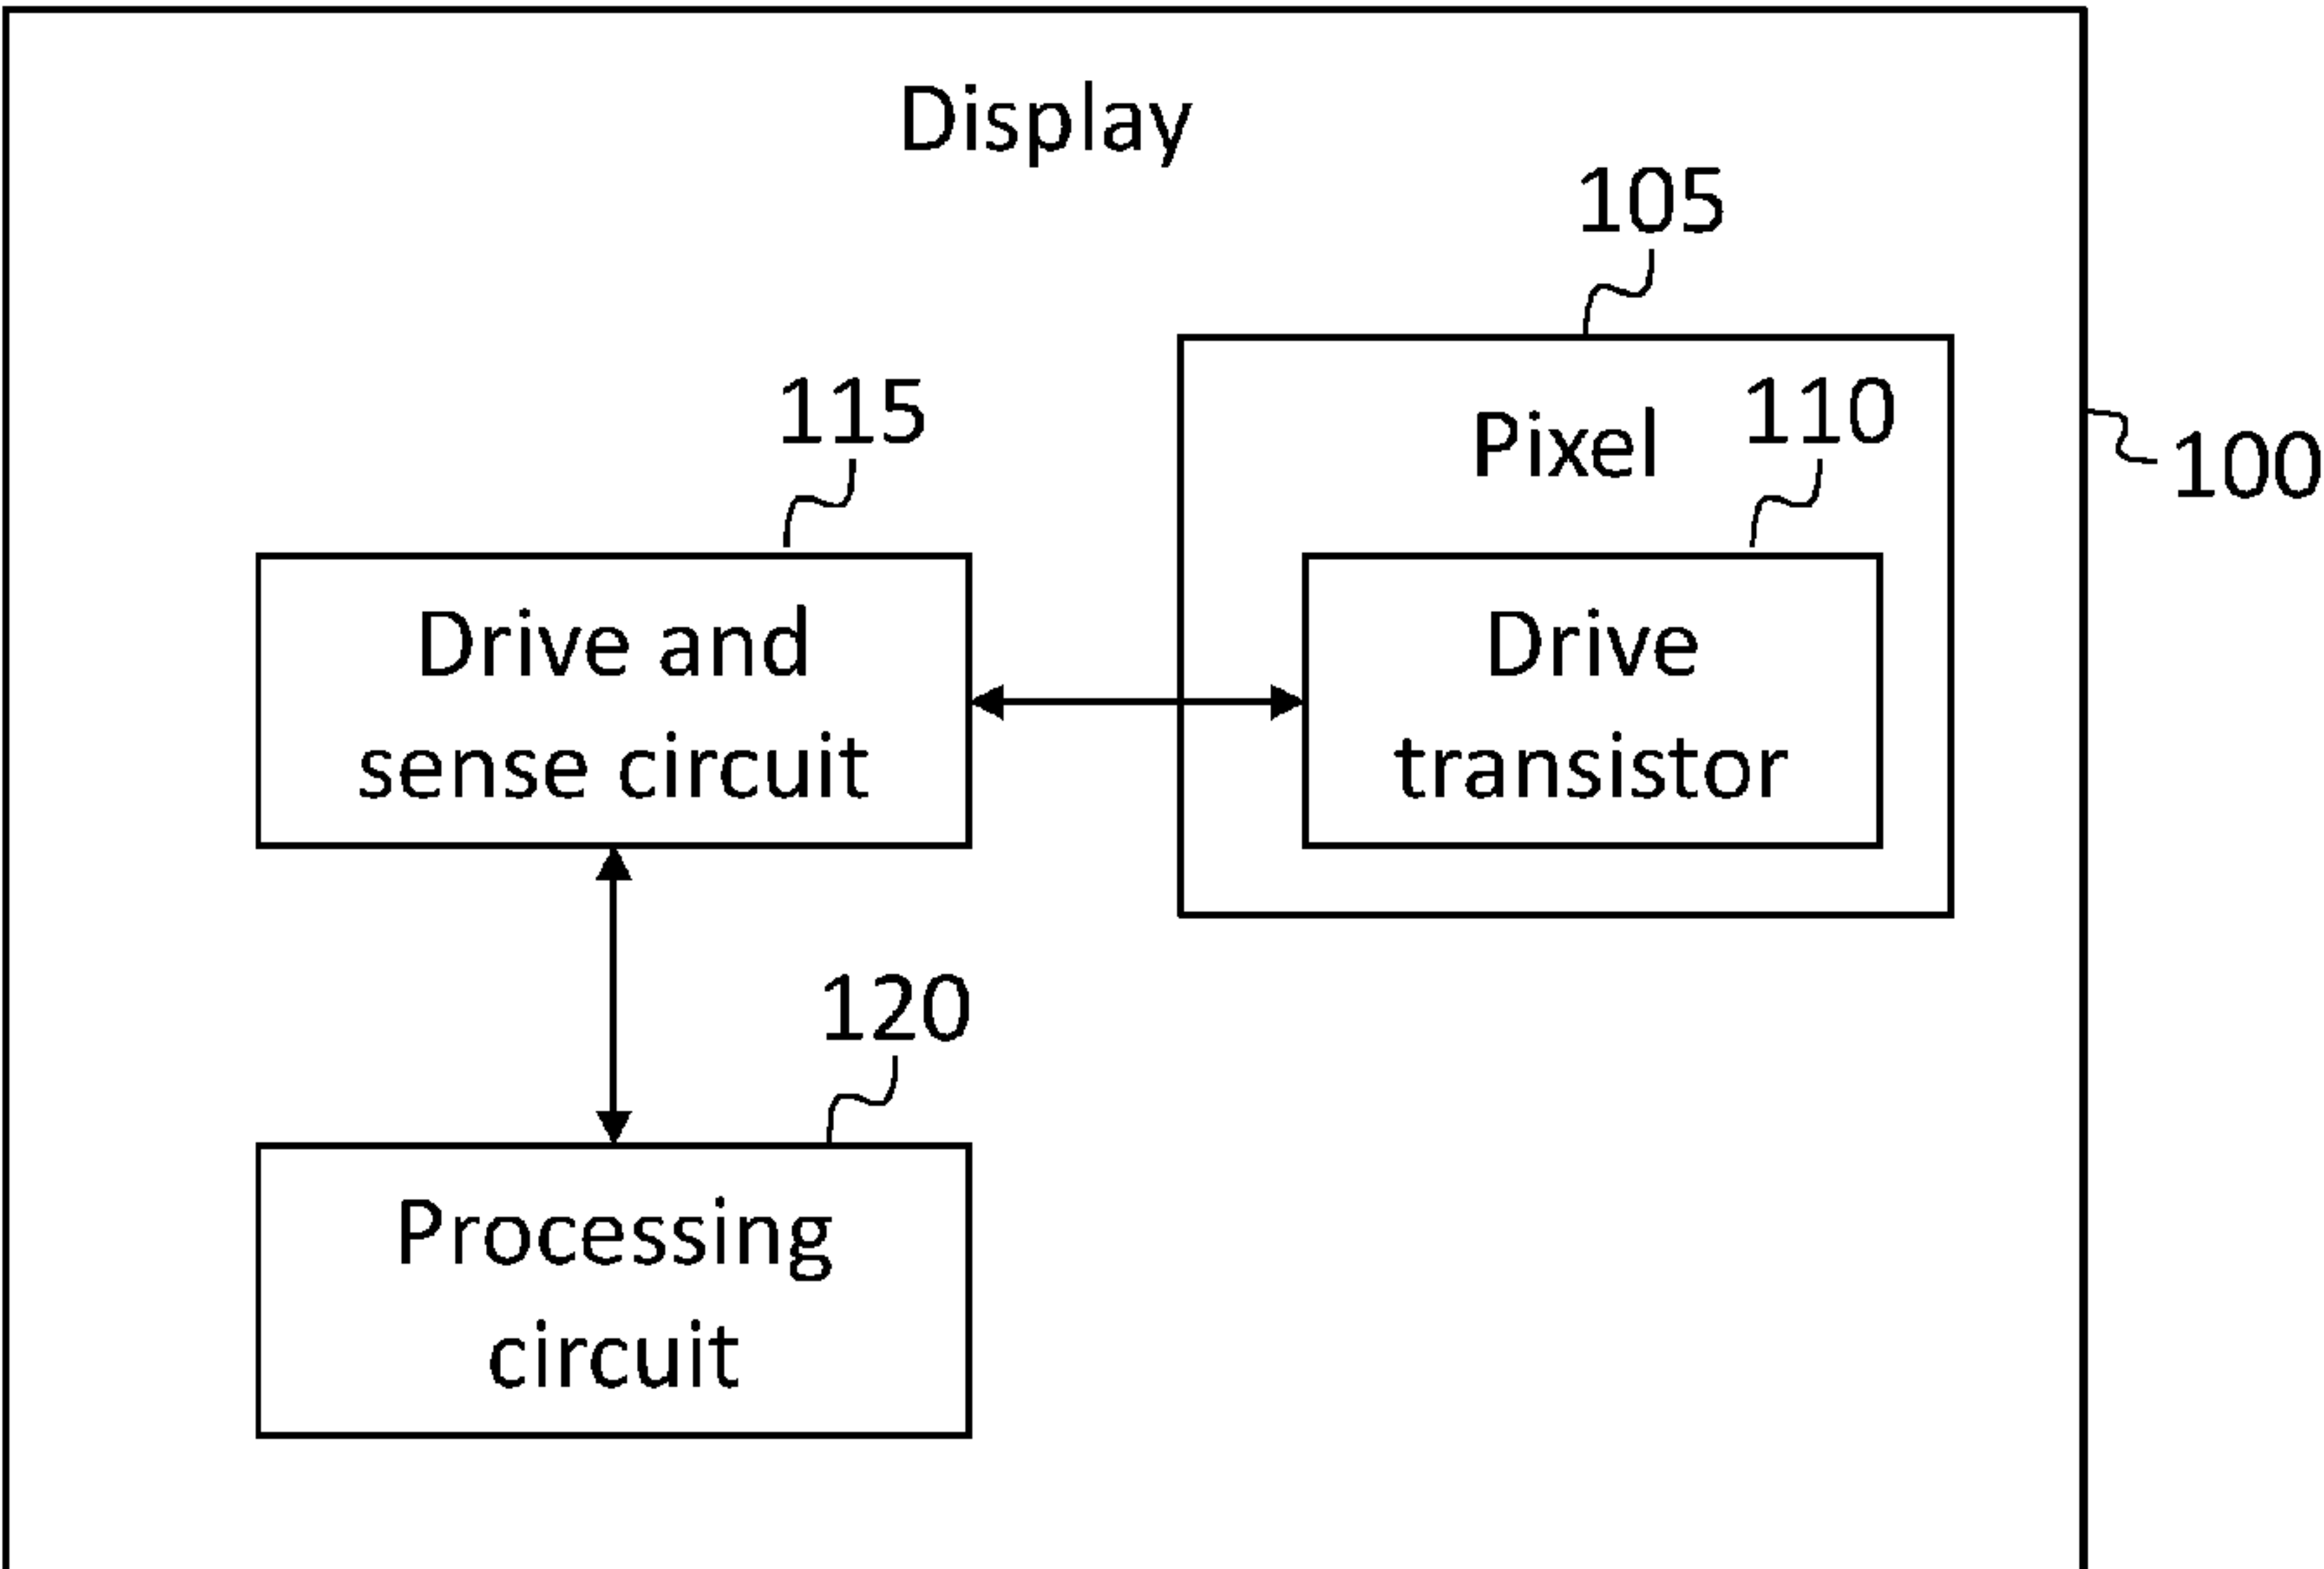 Display
105
115
110
Pixel
100
Drive and
sense circuit
Drive
transistor
120
Processing
circuit